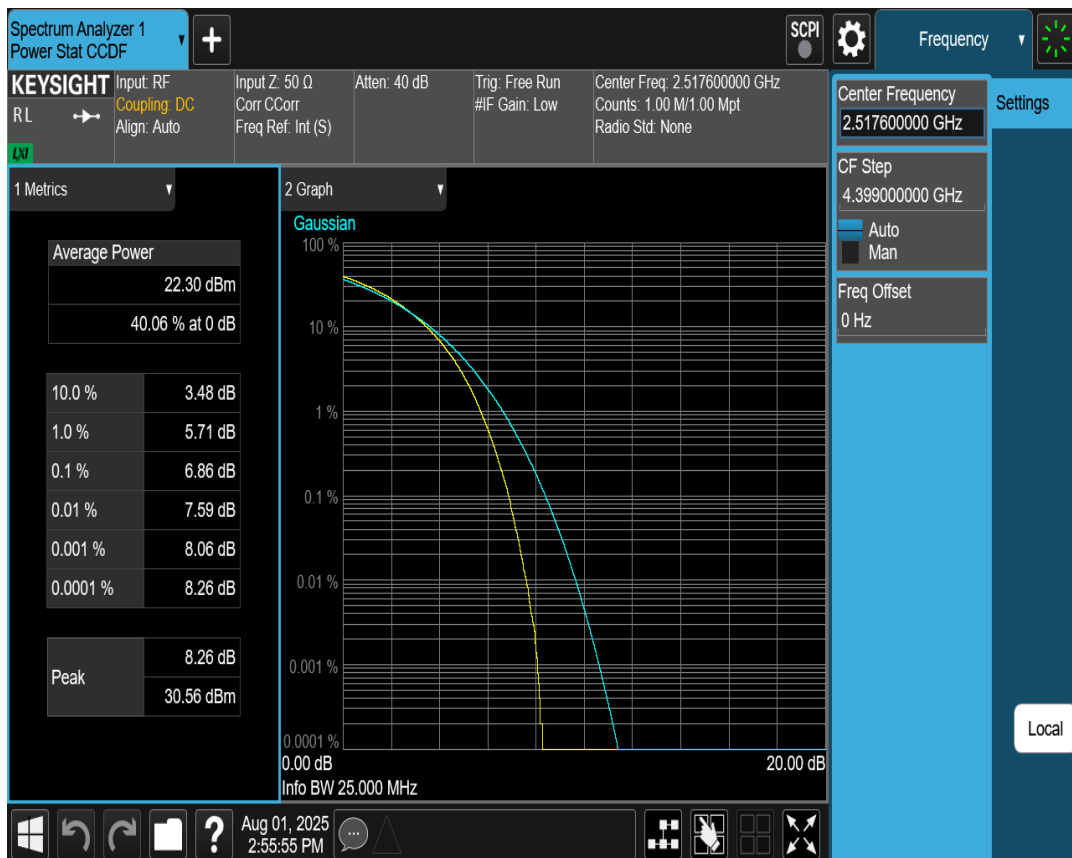 Spectrum Analyzer 1
Power Stat CCDF
+
SCPI
Frequency
KEYSIGHT
RL
LXI
Input: RF
Coupling: DC
Align: Auto
Input Z: 50 Ω
Corr CCorr
Freq Ref: Int (S)
Atten: 40 dB
Trig: Free Run
#IF Gain: Low
Center Freq: 2.517600000 GHz
Counts: 1.00 M/1.00 Mpt
Radio Std: None
Center Frequency
2.517600000 GHz
Settings
CF Step
4.399000000 GHz
Auto
Man
Freq Offset
0 Hz
1 Metrics
Average Power
22.30 dBm
40.06 % at 0 dB
10.0 % 3.48 dB
1.0 % 5.71 dB
0.1 % 6.86 dB
0.01 % 7.59 dB
0.001 % 8.06 dB
0.0001 % 8.26 dB
Peak
8.26 dB
30.56 dBm
2 Graph
Gaussian
100 %
10 %
1 %
0.1 %
0.01 %
0.001 %
0.0001 %
0.00 dB 20.00 dB
Info BW 25.000 MHz
Local
?
Aug 01, 2025
2:55:55 PM